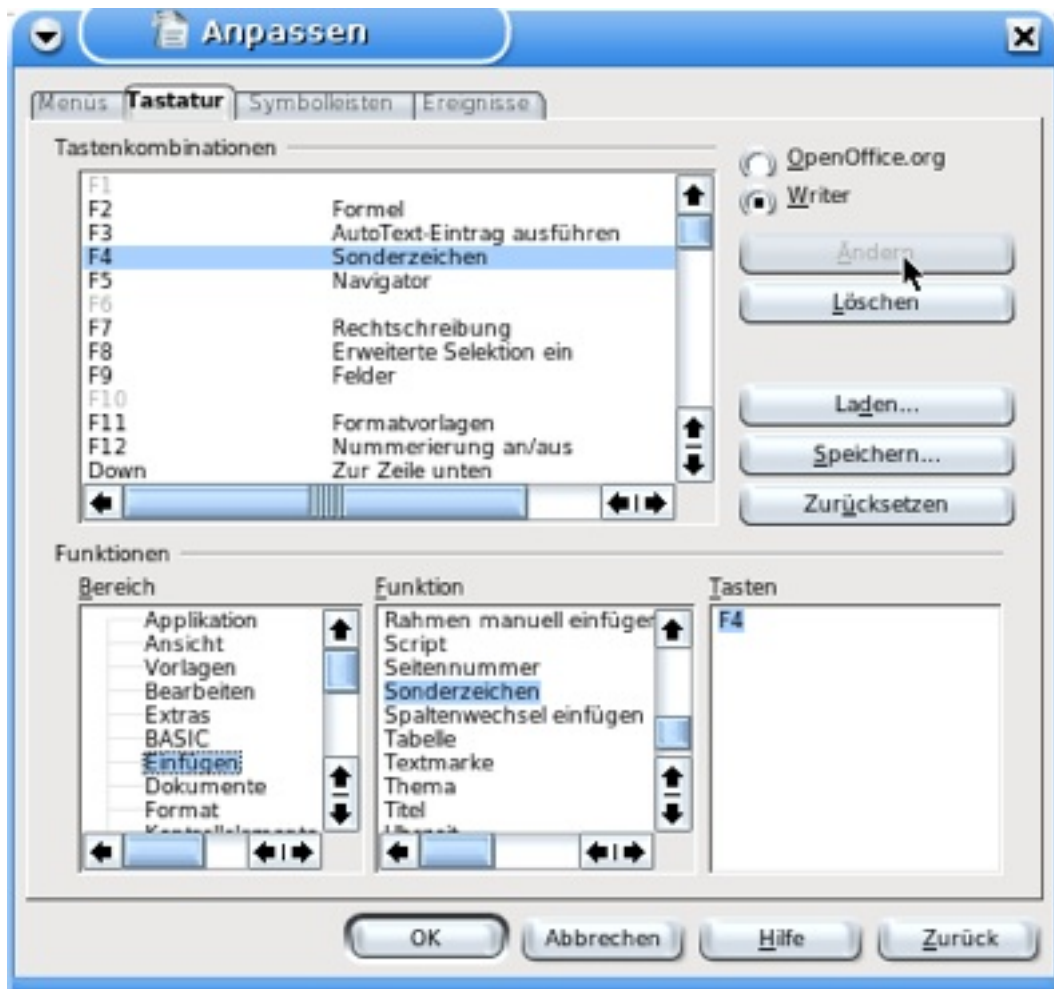 Anpassen
Menüs Tastatur Symbolleisten Ereignisse
Tastenkombinationen
F1
F2 Formel
F3 AutoText-Eintrag ausführen
F4 Sonderzeichen
F5 Navigator
F6
F7 Rechtschreibung
F8 Erweiterte Selektion ein
F9 Felder
F10
F11 Formatvorlagen
F12 Nummerierung an/aus
Down Zur Zeile unten
OpenOffice.org
Writer
Ändern
Löschen
Laden...
Speichern...
Zurücksetzen
Funktionen
Bereich
Applikation
Ansicht
Vorlagen
Bearbeiten
Extras
BASIC
Einfügen
Dokumente
Format
Funktion
Rahmen manuell einfügen
Script
Seitennummer
Sonderzeichen
Spaltenwechsel einfügen
Tabelle
Textmarke
Thema
Titel
Tasten
F4
OK Abbrechen Hilfe Zurück